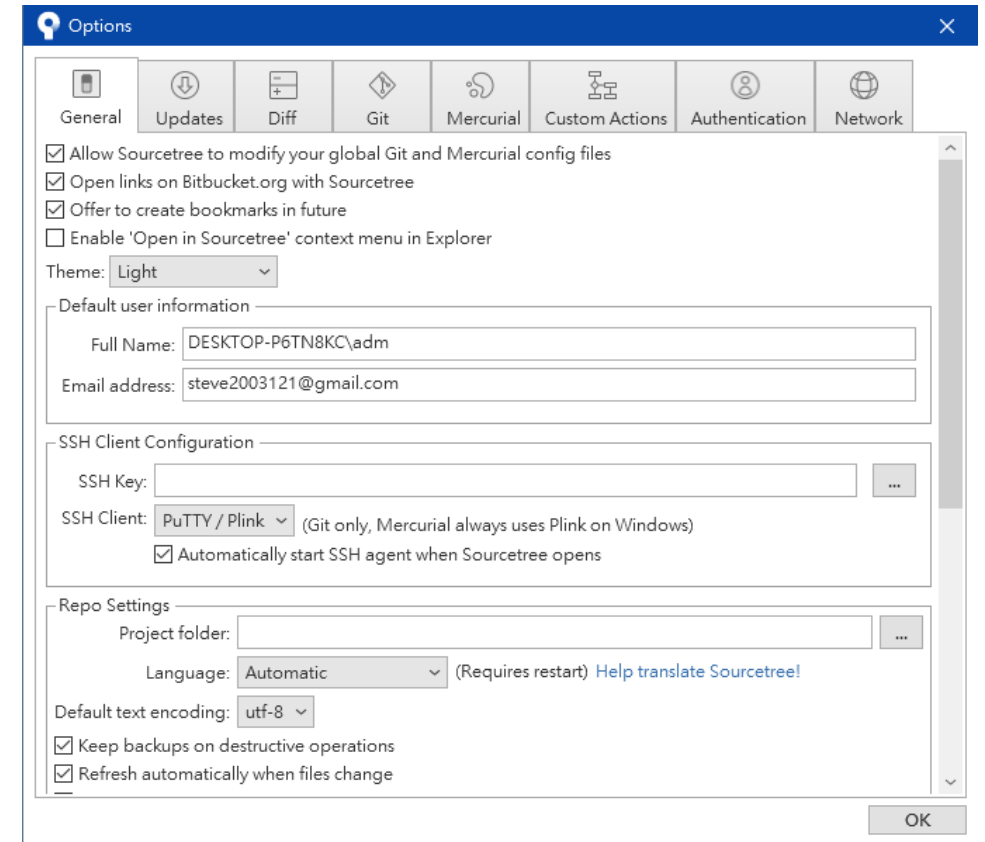 Options
General Updates Diff Git Mercurial Custom Actions Authentication Network
Allow Sourcetree to modify your global Git and Mercurial config files
Open links on Bitbucket.org with Sourcetree
Offer to create bookmarks in future
Enable 'Open in Sourcetree' context menu in Explorer
Theme: Light
Default user information
Full Name: DESKTOP-P6TN8KC\adm
Email address: steve2003121@gmail.com
SSH Client Configuration
SSH Key: ...
SSH Client: PuTTY / Plink (Git only, Mercurial always uses Plink on Windows)
Automatically start SSH agent when Sourcetree opens
Repo Settings
Project folder: ...
Language: Automatic (Requires restart) Help translate Sourcetree!
Default text encoding: utf-8
Keep backups on destructive operations
Refresh automatically when files change
OK